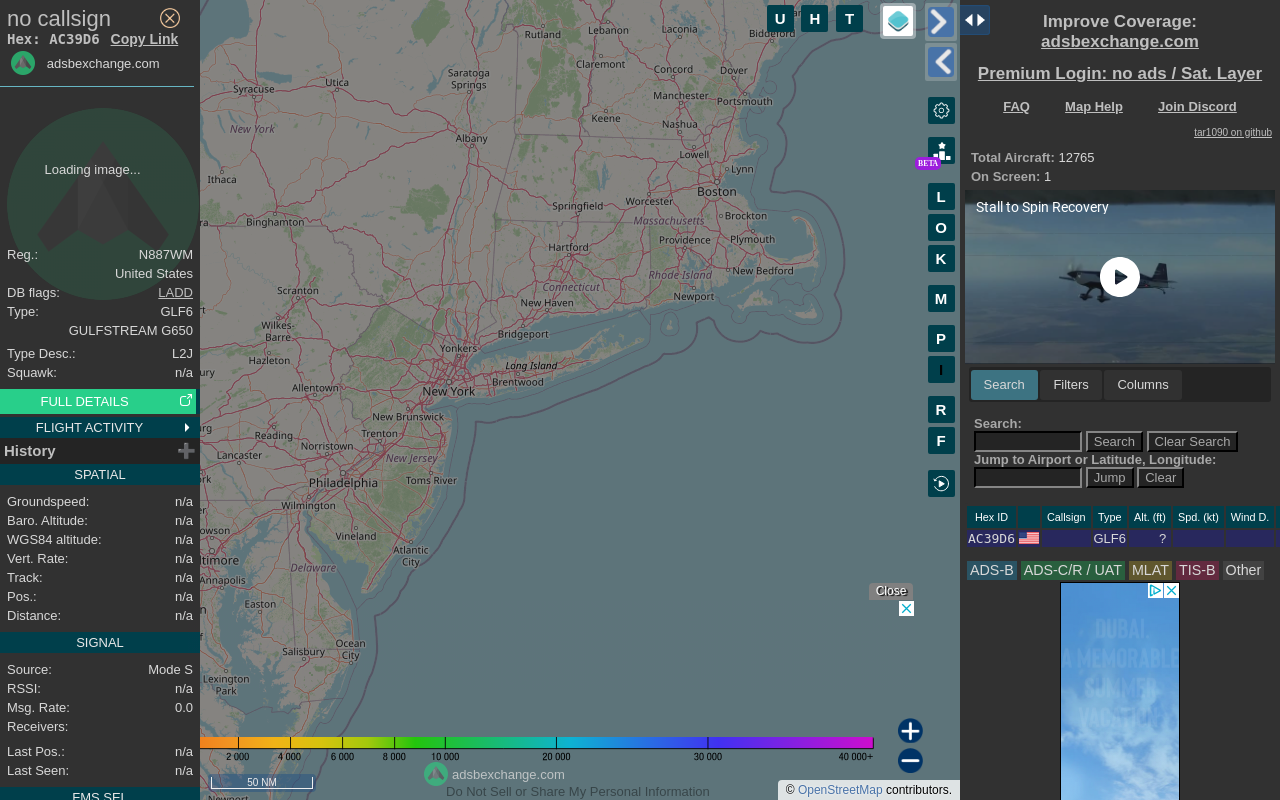 no callsign
Hex: AC39D6 Copy Link
adsbexchange.com
Loading image...
Reg.: N887WM
United States
DB flags: LADD
Type: GLF6
GULFSTREAM G650
Type Desc.: L2J
Squawk: n/a
FULL DETAILS
FLIGHT ACTIVITY
History
SPATIAL
Groundspeed: n/a
Baro. Altitude: n/a
WGS84 altitude: n/a
Vert. Rate: n/a
Track: n/a
Pos.: n/a
Distance: n/a
SIGNAL
Source: Mode S
RSSI: n/a
Msg. Rate: 0.0
Receivers:
Last Pos.: n/a
Last Seen: n/a
FMS SEL
Rutland
Lebanon
Laconia
Biddeford
Claremont
Concord
Dover
Saratoga
Springs
Utica
Syracuse
Manchester
Portsmouth
Keene
Nashua
New York
Albany
Lowell
Lynn
Ithaca
Boston
Worcester
Springfield
Massachusetts
Brockton
Binghamton
Hartford
Providence
Plymouth
Rhode Island
New Bedford
Connecticut
Newport
Scranton
New Haven
Wilkes-
Barre
Bridgeport
Yonkers
Hazleton
Long Island
Brentwood
Allentown
New York
New Brunswick
Reading
Trenton
Norristown
Lancaster
New Jersey
Philadelphia
Toms River
Wilmington
Vineland
Atlantic
City
Delaware
Annapolis
Easton
Ocean
City
Salisbury
Lexington
Park
U
H
T
BETA
L
O
K
M
P
I
R
F
Close
2 000
4 000
6 000
8 000
10 000
20 000
30 000
40 000+
50 NM
adsbexchange.com
Do Not Sell or Share My Personal Information
© OpenStreetMap contributors.
Improve Coverage:
adsbexchange.com
Premium Login: no ads / Sat. Layer
FAQ Map Help Join Discord
tar1090 on github
Total Aircraft: 12765
On Screen: 1
Stall to Spin Recovery
Search Filters Columns
Search:
Search Clear Search
Jump to Airport or Latitude, Longitude:
Jump Clear
Hex ID Callsign Type Alt. (ft) Spd. (kt) Wind D.
AC39D6 GLF6 ?
ADS-B ADS-C/R / UAT MLAT TIS-B Other
DUBAI,
A MEMORABLE
SUMMER
VACATION